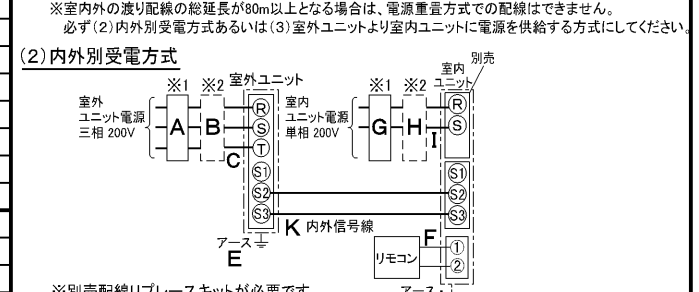 ※室内外の渡り配線の総延長が80m以上となる場合は、電源重畳方式での配線はできません。
必ず(2)内外別受電方式あるいは(3)室外ユニットより室内ユニットに電源を供給する方式にしてください。
(2)内外別受電方式
別売
※1 ※2 室外ユニット
※1 ※2 室内ユニット
室外
ユニット電源
三相 200V
A B
C
R
S
T
S1
S2
S3
室内
ユニット電源
単相 200V
G H
I
R
S
S1
S2
S3
K 内外信号線
アース
E
リモコン
F
①
②
※別売配線リプレースキットが必要です
アース